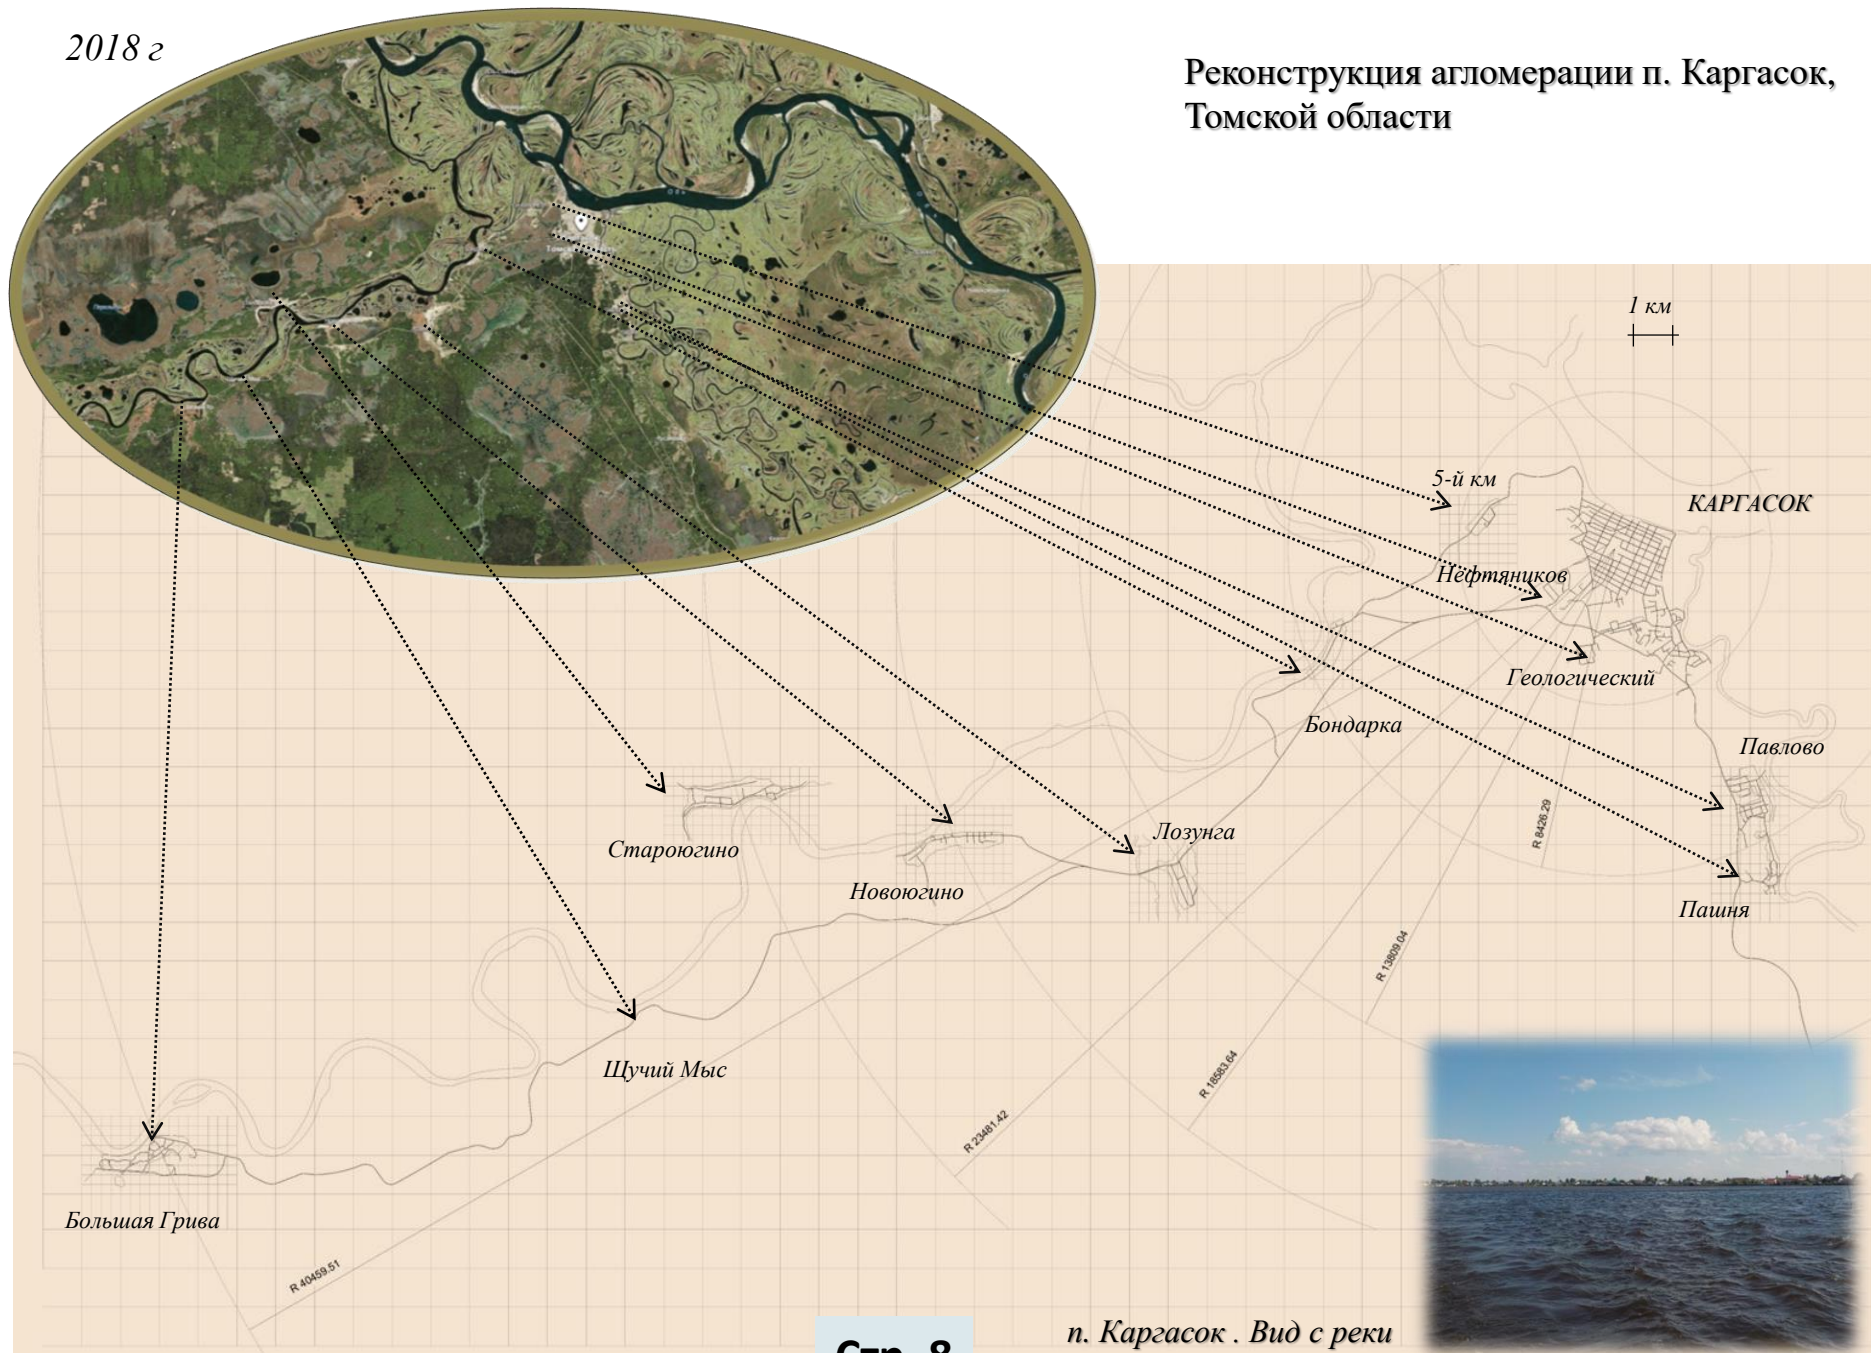 2018 г
Реконструкция агломерации п. Каргасок,
Томской области
1 км
5-й км
КАРГАСОК
Нефтяников
Геологический
Бондарка
Павлово
R 8426.29
Староюгино
Лозунга
Новоюгино
Пашня
R 13809.04
Щучий Мыс
R 18583.64
R 23481.42
Большая Грива
R 40459.51
п. Каргасок . Вид с реки
Стр. 8